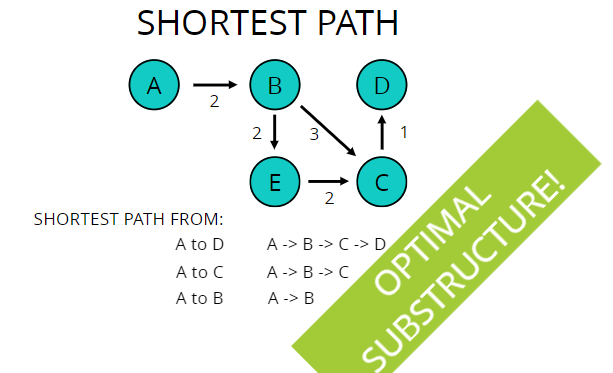 SHORTEST PATH
A
B
D
2
2
3
1
E
C
2
SHORTEST PATH FROM:
A to D A -> B -> C -> D
A to C A -> B -> C
A to B A -> B
OPTIMAL
SUBSTRUCTURE!